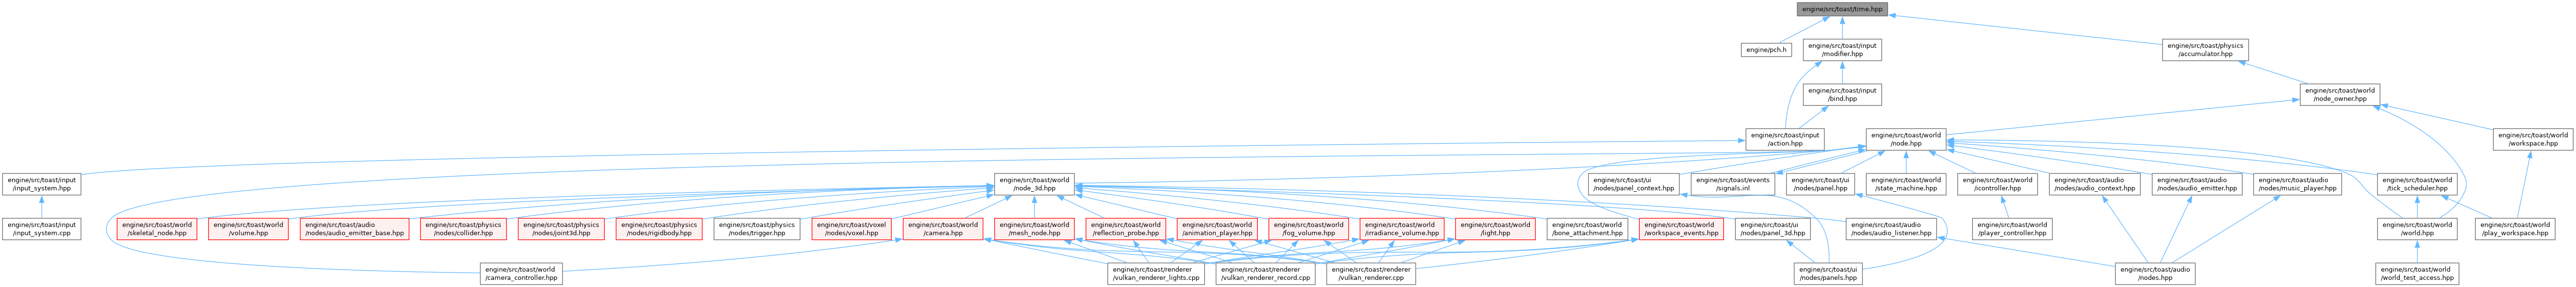 engine/src/toast/time.hpp
engine/pch.h
engine/src/toast/input
/modifier.hpp
engine/src/toast/physics
/accumulator.hpp
engine/src/toast/input
/bind.hpp
engine/src/toast/world
/node_owner.hpp
engine/src/toast/input
/action.hpp
engine/src/toast/world
/node.hpp
engine/src/toast/world
/workspace.hpp
engine/src/toast/input
/input_system.hpp
engine/src/toast/world
/node_3d.hpp
engine/src/toast/ui
/nodes/panel_context.hpp
engine/src/toast/events
/signals.inl
engine/src/toast/ui
/nodes/panel.hpp
engine/src/toast/world
/state_machine.hpp
engine/src/toast/world
/icontroller.hpp
engine/src/toast/audio
/nodes/audio_context.hpp
engine/src/toast/audio
/nodes/audio_emitter.hpp
engine/src/toast/audio
/nodes/music_player.hpp
engine/src/toast/world
/tick_scheduler.hpp
engine/src/toast/input
/input_system.cpp
engine/src/toast/world
/skeletal_node.hpp
engine/src/toast/world
/volume.hpp
engine/src/toast/audio
/nodes/audio_emitter_base.hpp
engine/src/toast/physics
/nodes/collider.hpp
engine/src/toast/physics
/nodes/joint3d.hpp
engine/src/toast/physics
/nodes/rigidbody.hpp
engine/src/toast/physics
/nodes/trigger.hpp
engine/src/toast/voxel
/nodes/voxel.hpp
engine/src/toast/world
/camera.hpp
engine/src/toast/world
/mesh_node.hpp
engine/src/toast/world
/reflection_probe.hpp
engine/src/toast/world
/animation_player.hpp
engine/src/toast/world
/fog_volume.hpp
engine/src/toast/world
/irradiance_volume.hpp
engine/src/toast/world
/light.hpp
engine/src/toast/world
/bone_attachment.hpp
engine/src/toast/world
/workspace_events.hpp
engine/src/toast/ui
/nodes/panel_3d.hpp
engine/src/toast/audio
/nodes/audio_listener.hpp
engine/src/toast/world
/player_controller.hpp
engine/src/toast/world
/world.hpp
engine/src/toast/world
/play_workspace.hpp
engine/src/toast/world
/camera_controller.hpp
engine/src/toast/renderer
/vulkan_renderer_lights.cpp
engine/src/toast/renderer
/vulkan_renderer_record.cpp
engine/src/toast/renderer
/vulkan_renderer.cpp
engine/src/toast/ui
/nodes/panels.hpp
engine/src/toast/audio
/nodes.hpp
engine/src/toast/world
/world_test_access.hpp